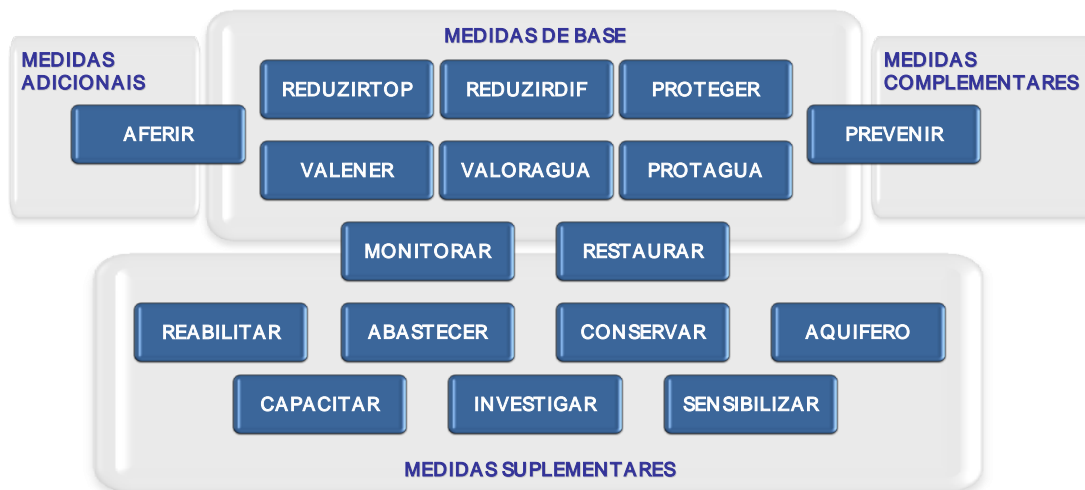 MEDIDAS DE BASE
MEDIDAS
ADICIONAIS
MEDIDAS
COMPLEMENTARES
REDUZIRTOP
REDUZIRDIF
PROTEGER
AFERIR
PREVENIR
VALENER
VALORAGUA
PROTAGUA
MONITORAR
RESTAURAR
REABILITAR
ABASTECER
CONSERVAR
AQUIFERO
CAPACITAR
INVESTIGAR
SENSIBILIZAR
MEDIDAS SUPLEMENTARES